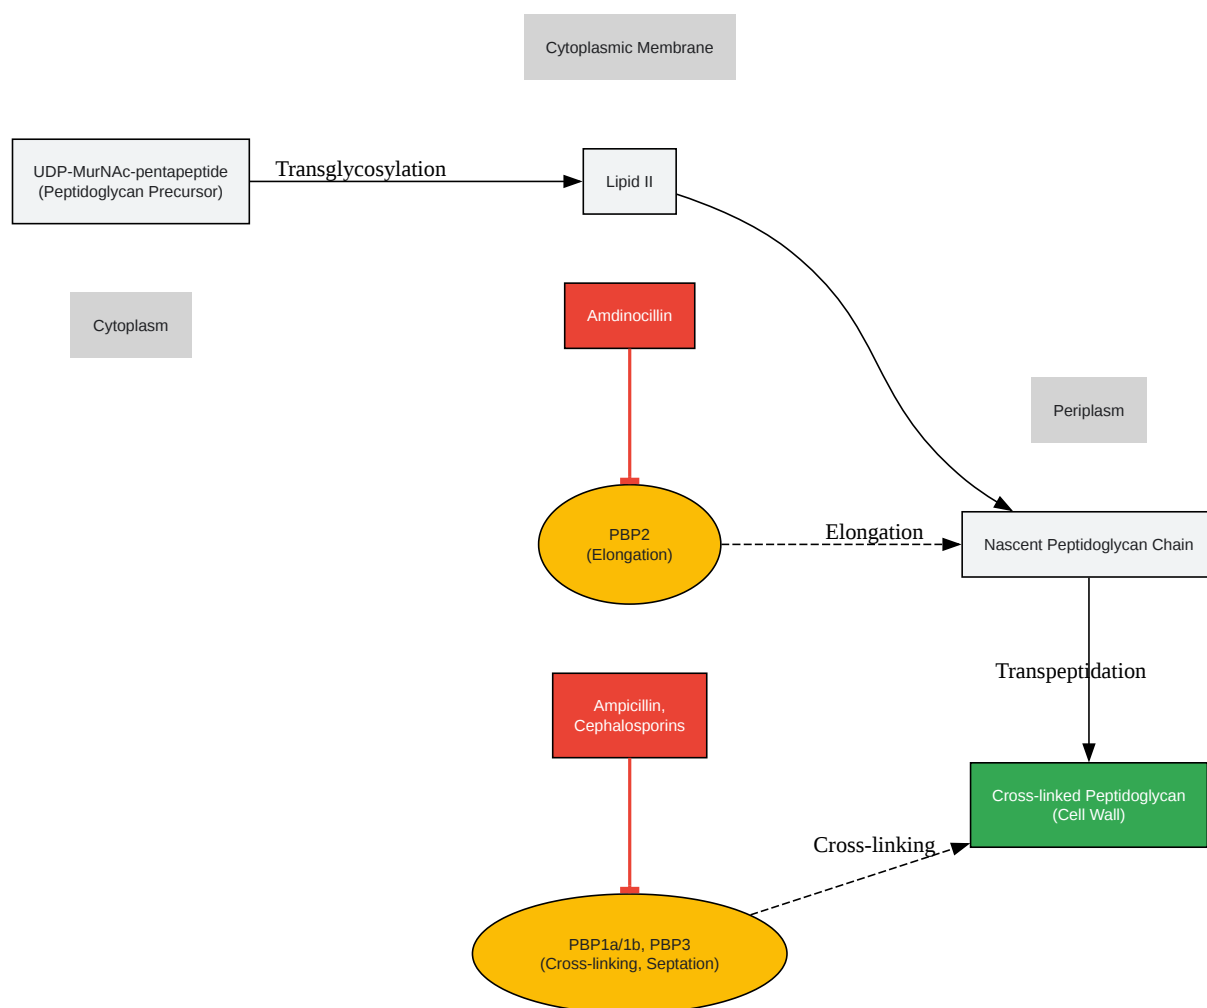 Cytoplasmic Membrane
UDP-MurNAc-pentapeptide
(Peptidoglycan Precursor)
Transglycosylation
Lipid II
Cytoplasm
Amdinocillin
Periplasm
PBP2
(Elongation)
Elongation
Nascent Peptidoglycan Chain
Transpeptidation
Ampicillin,
Cephalosporins
Cross-linked Peptidoglycan
(Cell Wall)
Cross-linking
PBP1a/1b, PBP3
(Cross-linking, Septation)